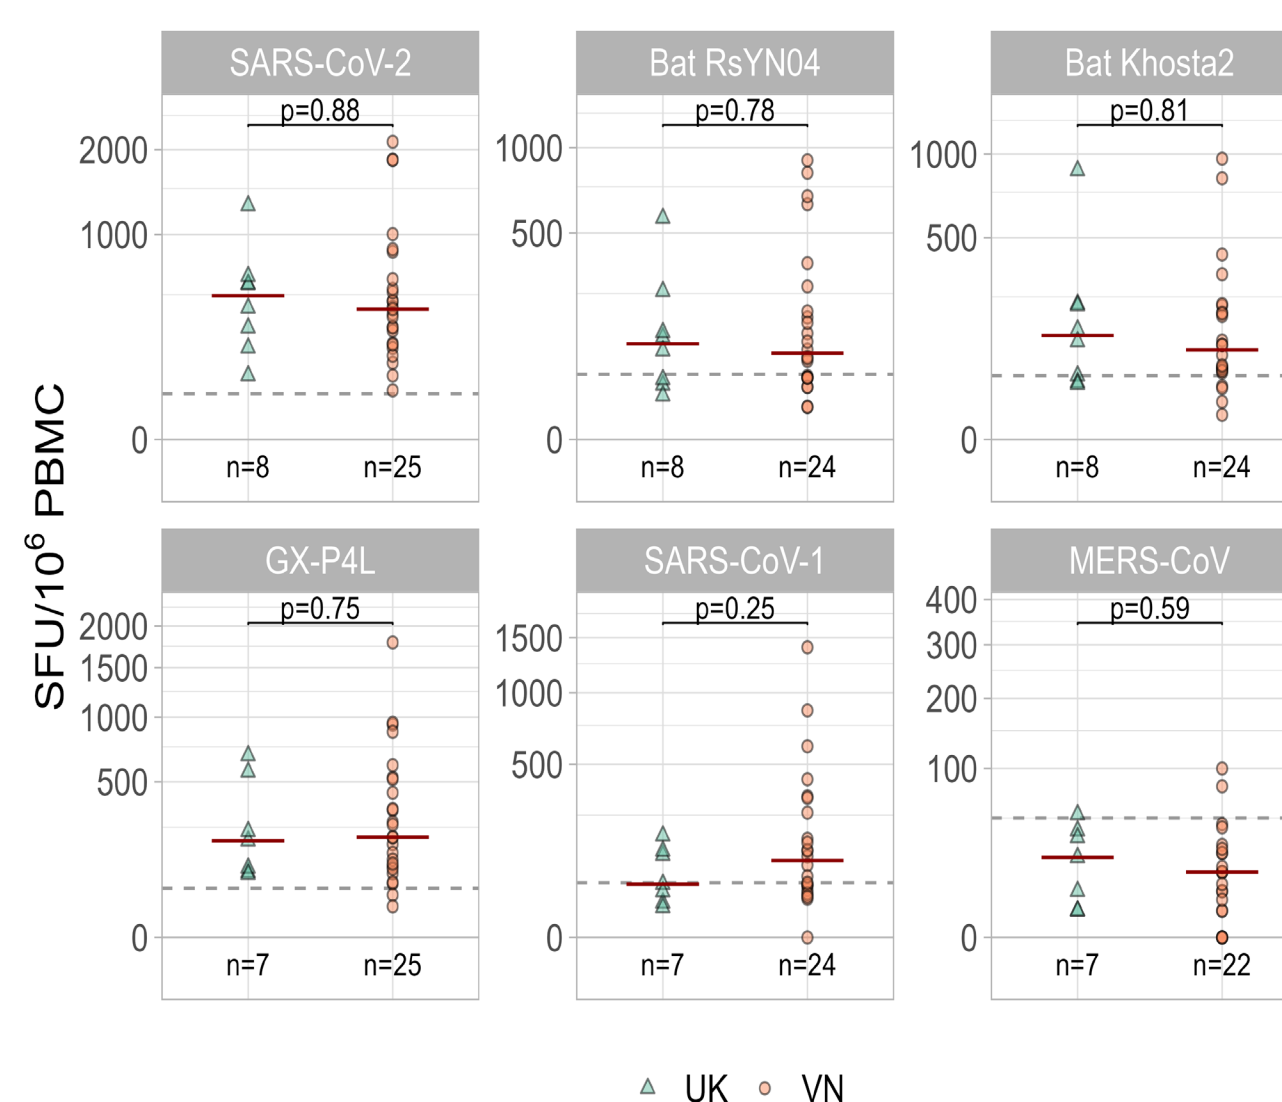 SARS-CoV-2
Bat RsYN04
Bat Khosta2
p=0.88
p=0.78
p=0.81
2000
1000
0
1000
500
0
1000
500
0
n=8
n=25
n=8
n=24
n=8
n=24
SFU/10⁶ PBMC
GX-P4L
SARS-CoV-1
MERS-CoV
p=0.75
p=0.25
p=0.59
2000
1500
1000
500
0
1500
1000
500
0
400
300
200
100
0
n=7
n=25
n=7
n=24
n=7
n=22
UK
VN